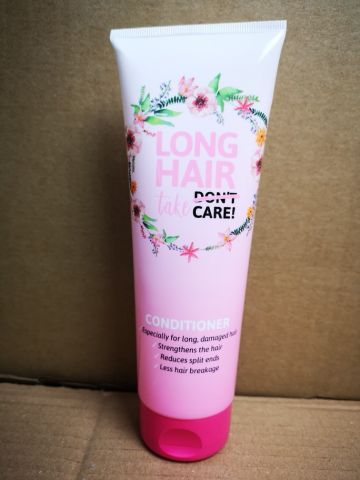 LONG
HAIR
take DON'T
CARE!
CONDITIONER
Especially for long, damaged hair
Strengthens the hair
Reduces split ends
Less hair breakage